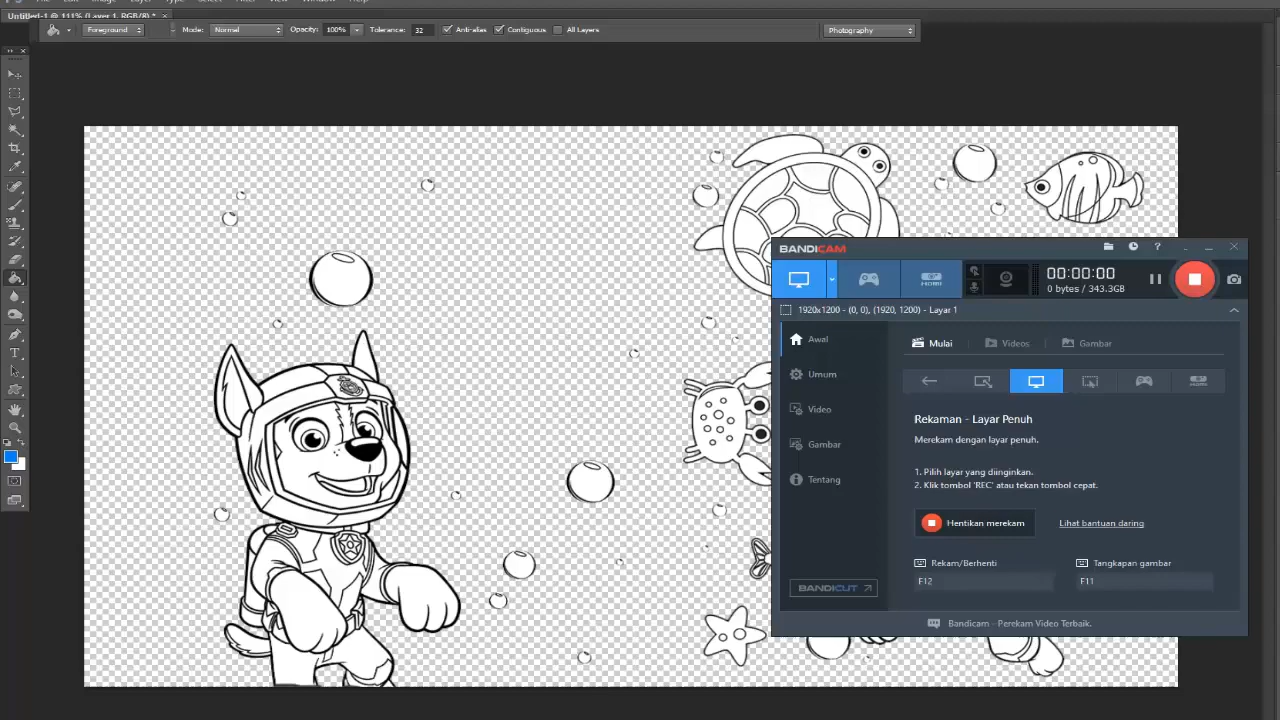 Untitled-1 @ 111% (Layer 1, RGB/8) *
Foreground Mode: Normal Opacity: 100% Tolerance: 32 Anti-alias Contiguous All Layers Photography
BANDICAM
HDMI
00:00:00
0 bytes / 343.3GB
1920x1200 - (0, 0), (1920, 1200) - Layar 1
Awal
Umum
Video
Gambar
Tentang
BANDICUT
Mulai Videos Gambar
Rekaman - Layar Penuh
Merekam dengan layar penuh.
1. Pilih layar yang diinginkan.
2. Klik tombol 'REC' atau tekan tombol cepat.
Hentikan merekam Lihat bantuan daring
Rekam/Berhenti Tangkapan gambar
F12 F11
Bandicam - Perekam Video Terbaik.